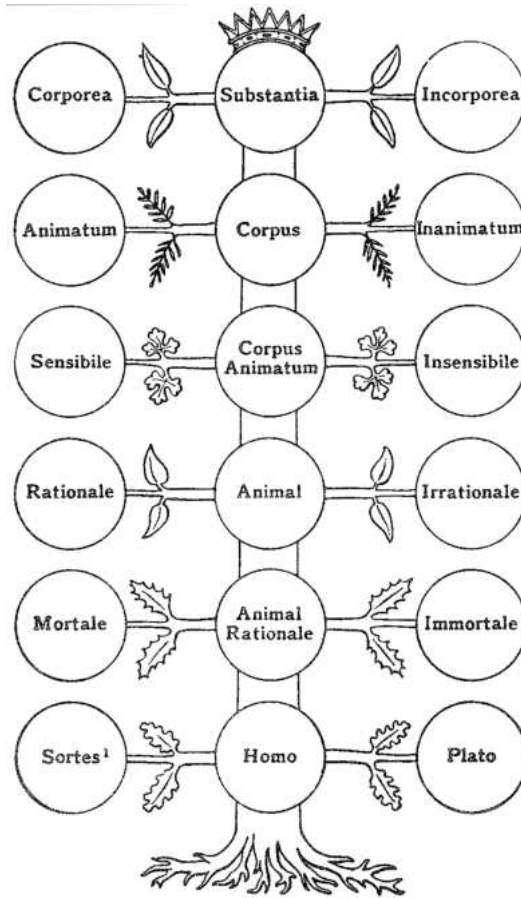 Corporea
Substantia
Incorporea
Animatum
Corpus
Inanimatum
Sensibile
Corpus
Animatum
Insensibile
Rationale
Animal
Irrationale
Mortale
Animal
Rationale
Immortale
Sortes¹
Homo
Plato